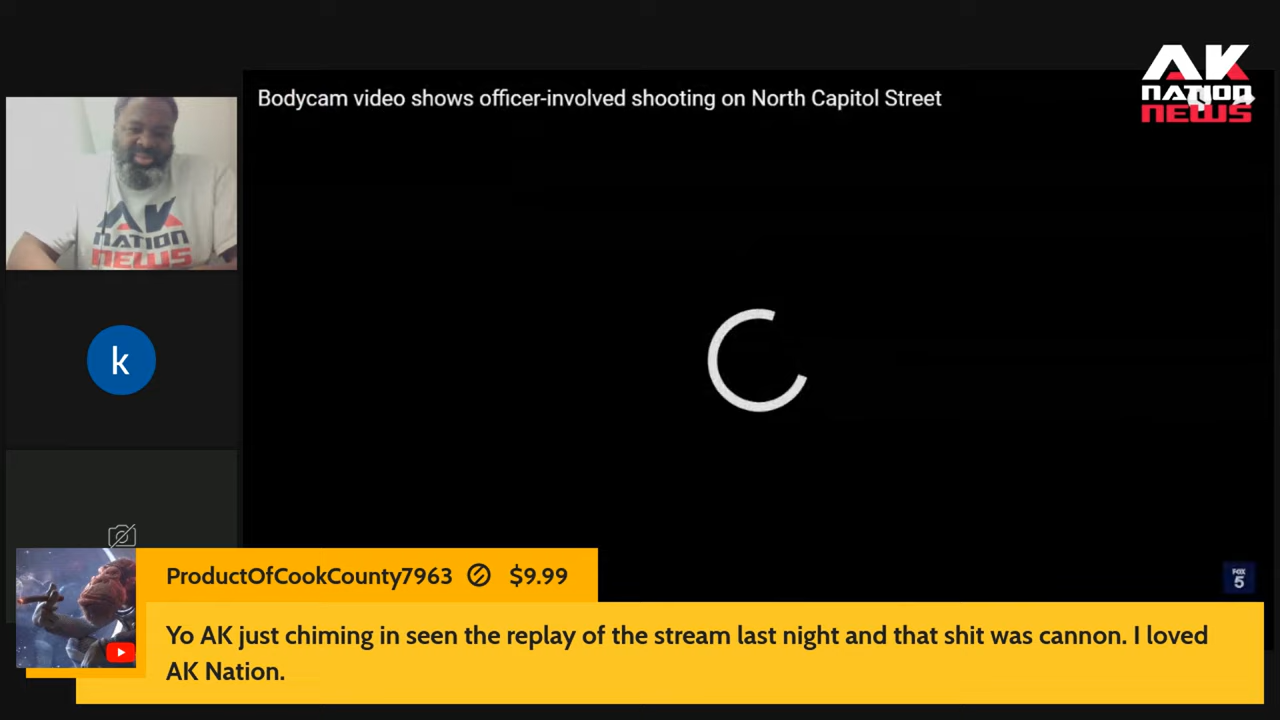 Bodycam video shows officer-involved shooting on North Capitol Street
AK
NATION
NEWS
AK
NATION
NEWS
k
FOX
5
ProductOfCookCounty7963 $9.99
Yo AK just chiming in seen the replay of the stream last night and that shit was cannon. I loved
AK Nation.